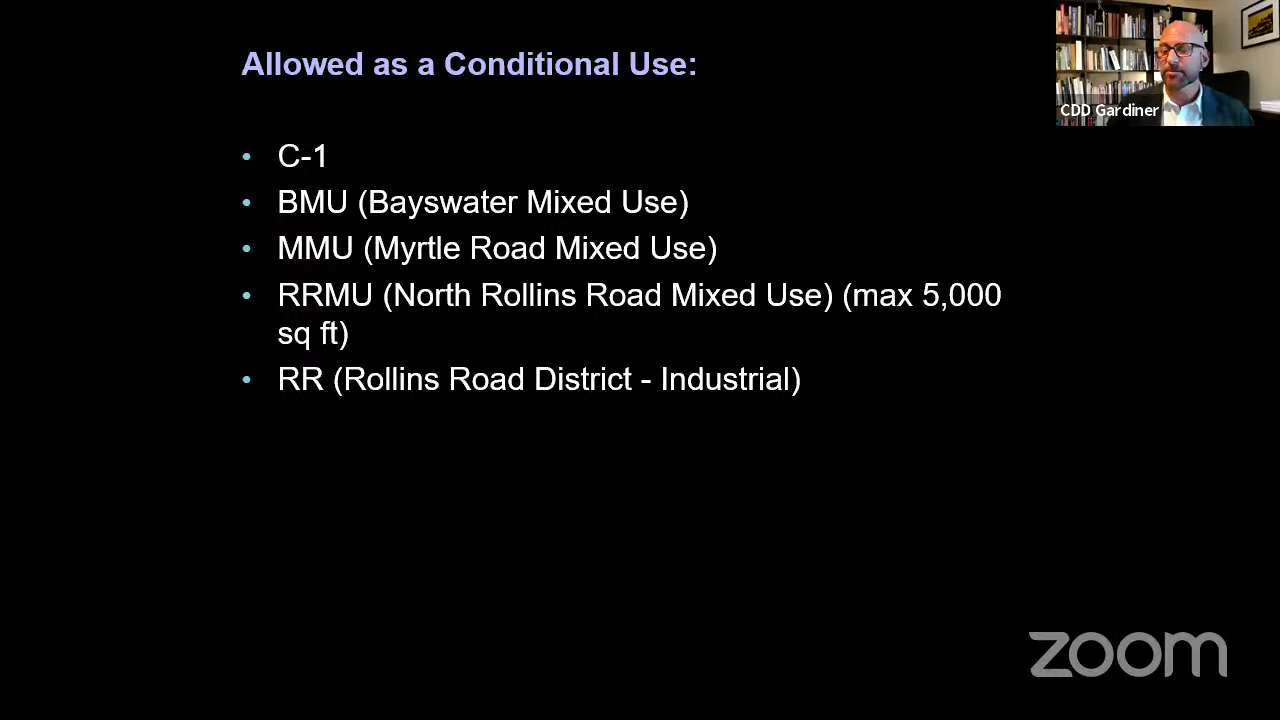 Allowed as a Conditional Use:
CDD Gardiner
• C-1
• BMU (Bayswater Mixed Use)
• MMU (Myrtle Road Mixed Use)
• RRMU (North Rollins Road Mixed Use) (max 5,000
sq ft)
• RR (Rollins Road District - Industrial)
zoom